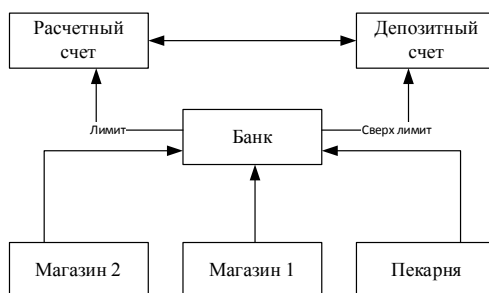 Расчетный
счет
Депозитный
счет
Лимит
Банк
Сверх лимит
Магазин 2
Магазин 1
Пекарня